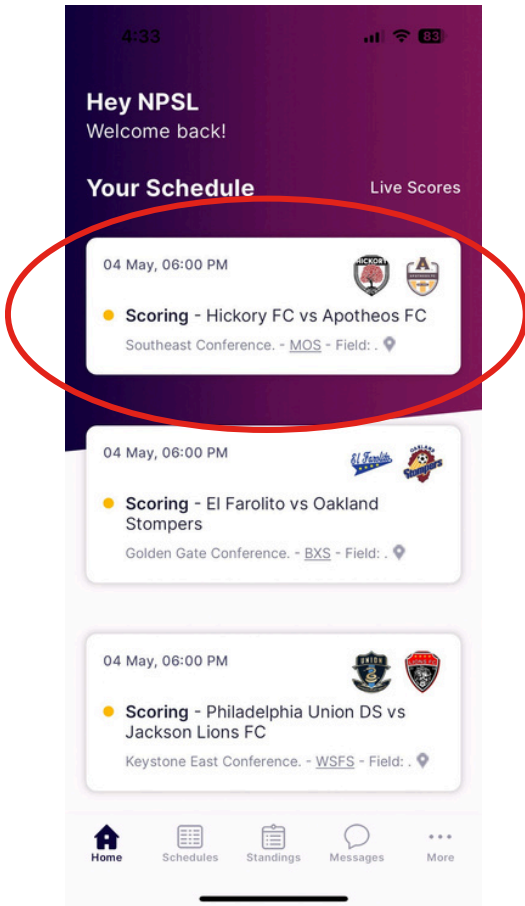 4:33
83
Hey NPSL
Welcome back!
Your Schedule
Live Scores
04 May, 06:00 PM
HICKORY
A
Scoring - Hickory FC vs Apotheos FC
Southeast Conference. - MOS - Field: .
04 May, 06:00 PM
El Farolito
OAKLAND
Stompers
Scoring - El Farolito vs Oakland
Stompers
Golden Gate Conference. - BXS - Field: .
04 May, 06:00 PM
UNION
Scoring - Philadelphia Union DS vs
Jackson Lions FC
Keystone East Conference. - WSFS - Field: .
Home
Schedules
Standings
Messages
More